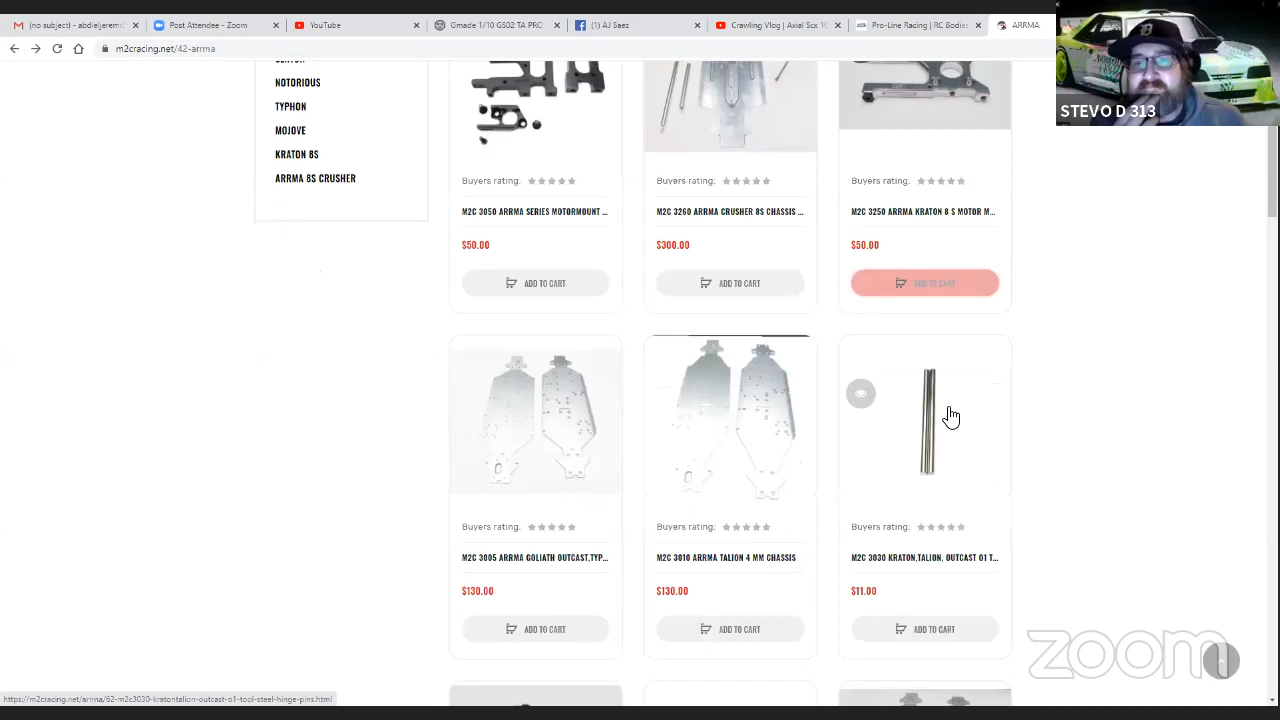 no subject) - abdeljeremi
Post Attendee - Zoom
YouTube
Gmade 1/10 GS02 TA PRO
(1) AJ Saez
Crawling Vlog | Axial Scx 10
Pro-Line Racing | RC Bodies
ARRMA
m2cracing.net/42-arrma
STEVO D 313
NOTORIOUS
TYPHON
MOJOVE
KRATON 8S
ARRMA 8S CRUSHER
Buyers rating:
Buyers rating:
Buyers rating:
M2C 3050 ARRMA SERIES MOTORMOUNT ...
M2C 3260 ARRMA CRUSHER 8S CHASSIS ...
M2C 3250 ARRMA KRATON 8 S MOTOR M...
$50.00
$300.00
$50.00
ADD TO CART
ADD TO CART
ADD TO CART
Buyers rating:
Buyers rating:
Buyers rating:
M2C 3005 ARRMA GOLIATH OUTCAST,TYP...
M2C 3010 ARRMA TALION 4 MM CHASSIS
M2C 3030 KRATON,TALION, OUTCAST O1 T...
$130.00
$130.00
$11.00
ADD TO CART
ADD TO CART
ADD TO CART
zoom
https://m2cracing.net/arrma/62-m2c3030-kratontalion-outcast-o1-tool-steel-hinge-pins.html